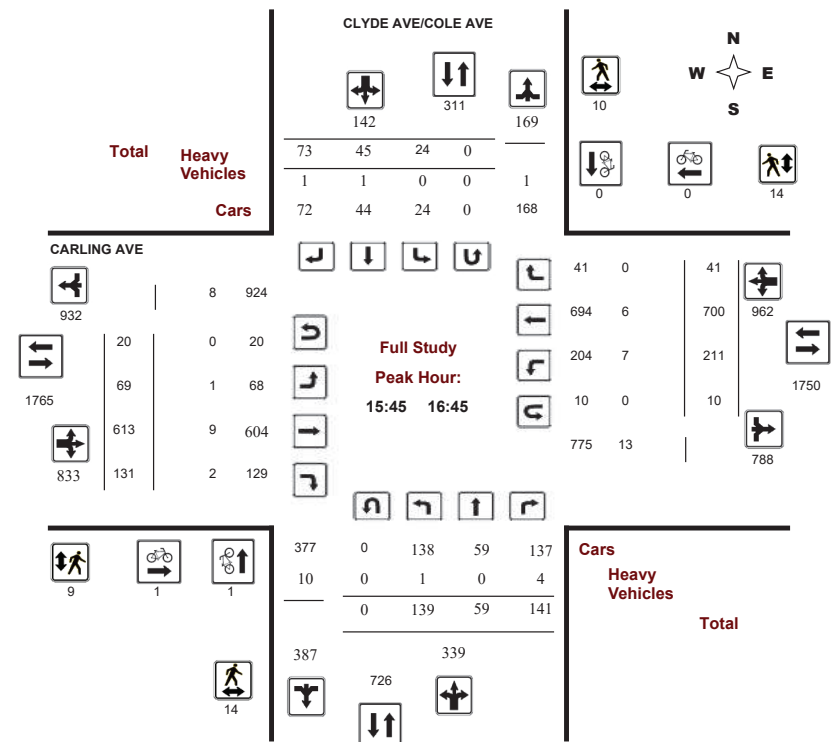 CLYDE AVE/COLE AVE
N
W E
S
142
311
169
10
Total
Heavy
Vehicles
Cars
73 45 24 0
1 1 0 0 1
72 44 24 0 168
0 0 14
CARLING AVE
932
8 924
1765
20 0 20
69 1 68
613 9 604
833
131 2 129
Full Study
Peak Hour:
15:45 16:45
41 0 41
694 6 700
962
204 7 211
1750
10 0 10
775 13
788
377 0 138 59 137
10 0 1 0 4
0 139 59 141
387
339
726
9 1 1
14
Cars
Heavy
Vehicles
Total